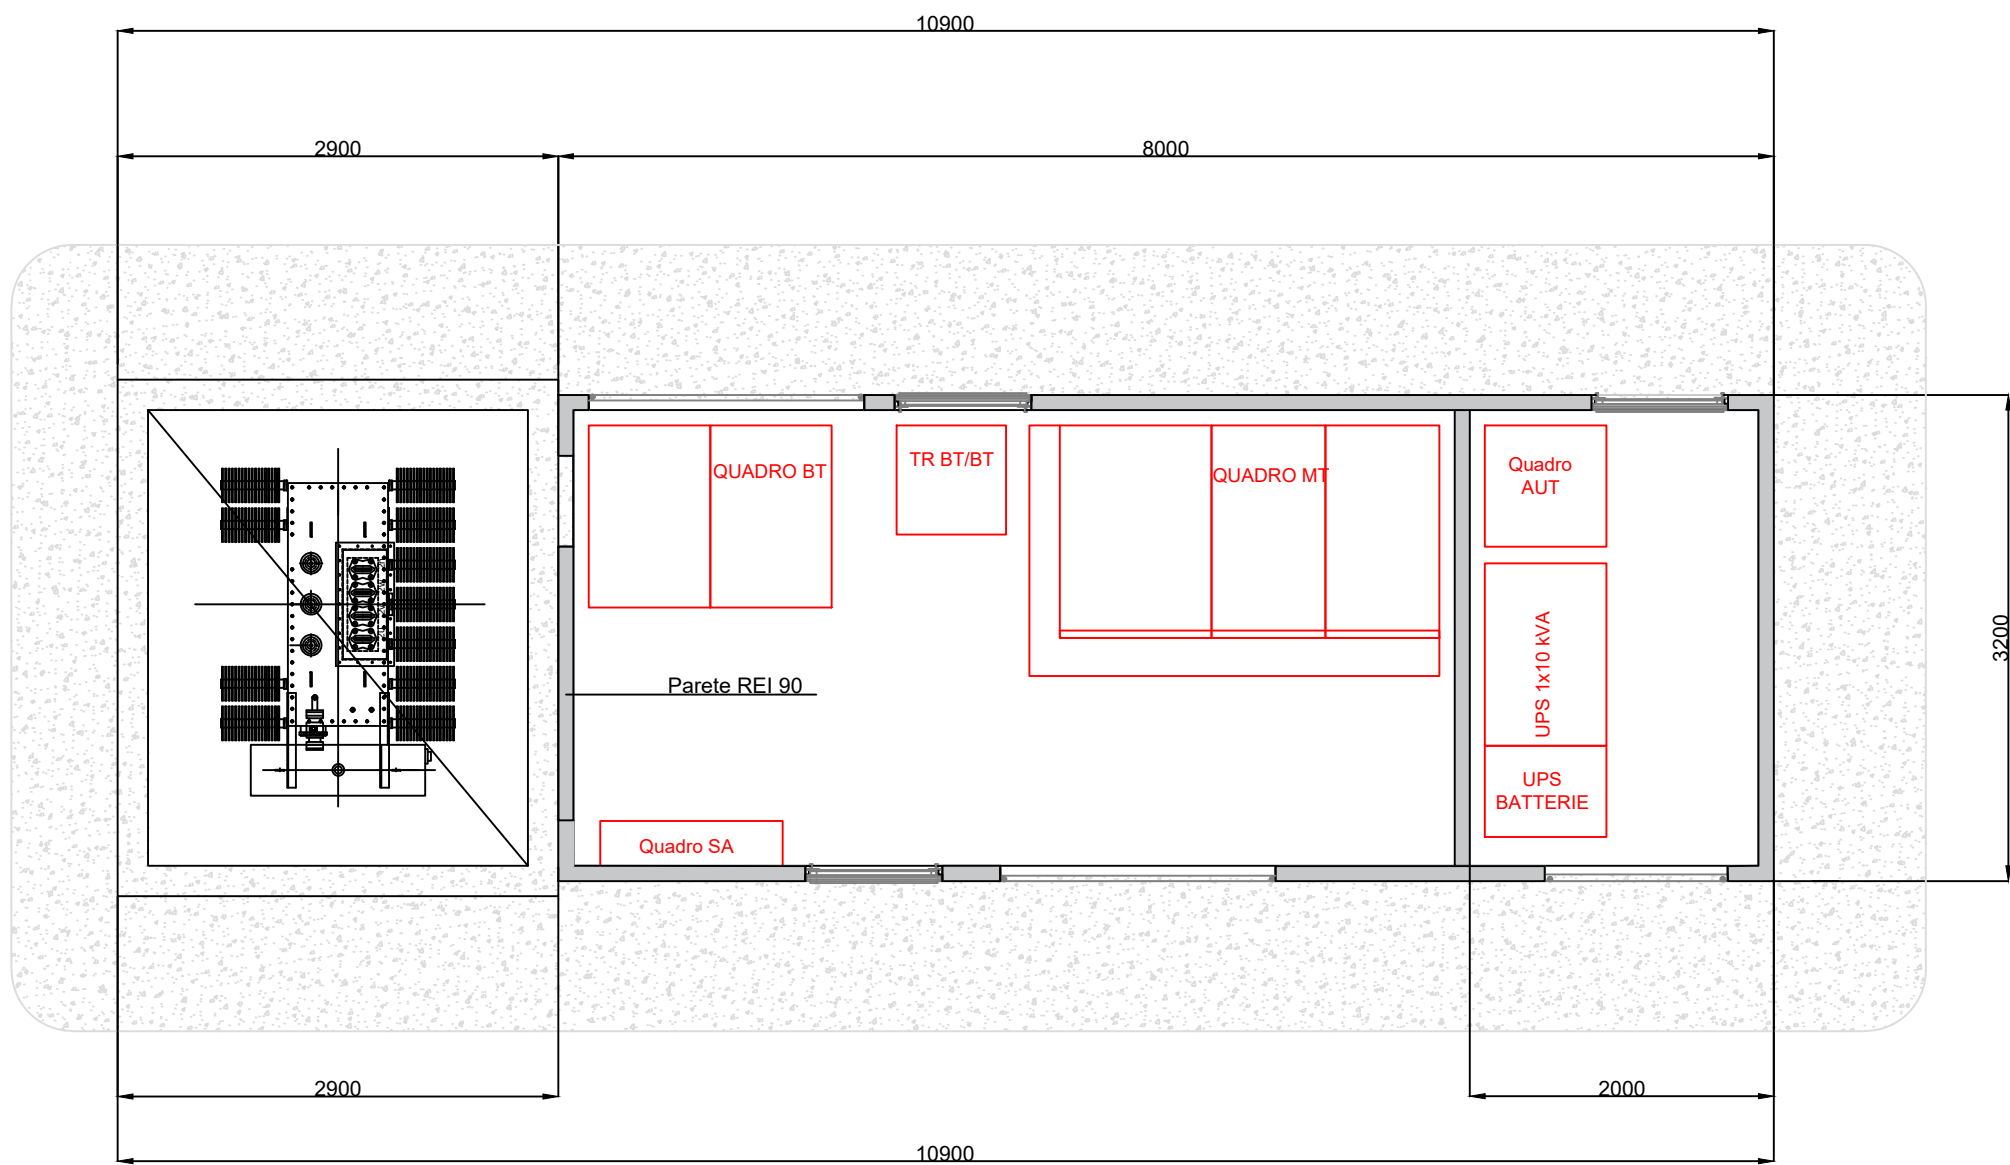 10900
2900
8000
QUADRO BT
TR BT/BT
QUADRO MT
Quadro
AUT
UPS 1x10 kVA
3200
Parete REI 90
UPS
BATTERIE
Quadro SA
2900
2000
10900